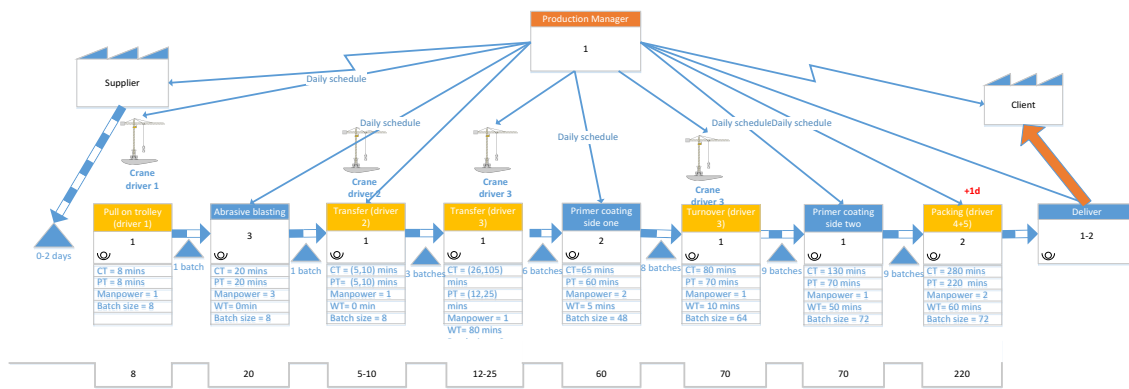 Production Manager
1
Supplier
Client
Daily schedule
Daily schedule
Daily schedule
Daily schedule
Daily schedule
Crane
driver 1
Crane
driver 2
Crane
driver 3
Crane
driver 3
+1d
0-2 days
Pull on trolley
(driver 1)
1
CT = 8 mins
PT = 8 mins
Manpower = 1
Batch size = 8
1 batch
Abrasive blasting
3
CT = 20 mins
PT = 20 mins
Manpower = 3
WT= 0min
Batch size = 8
1 batch
Transfer (driver
2)
1
CT = (5,10) mins
PT= (5,10) mins
Manpower = 1
WT= 0 min
Batch size = 8
3 batches
Transfer (driver
3)
1
CT = (26,105)
mins
PT = (12,25)
mins
Manpower = 1
WT= 80 mins
6 batches
Primer coating
side one
2
CT=65 mins
PT = 60 mins
Manpower = 2
WT= 5 mins
Batch size = 48
8 batches
Turnover (driver
3)
1
CT= 80 mins
PT = 70 mins
Manpower = 1
WT= 10 mins
Batch size = 64
9 batches
Primer coating
side two
1
CT = 130 mins
PT = 70 mins
Manpower = 1
WT= 50 mins
Batch size = 72
9 batches
Packing (driver
4+5)
2
CT = 280 mins
PT = 220 mins
Manpower = 2
WT= 60 mins
Batch size = 72
Deliver
1-2
8
20
5-10
12-25
60
70
70
220